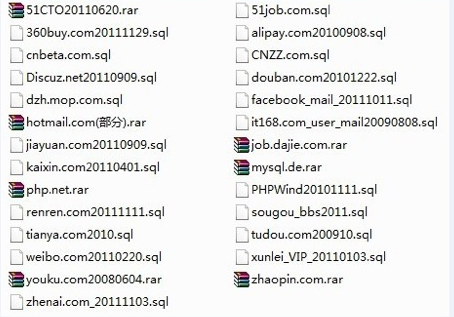 51CTO20110620.rar
51job.com.sql
360buy.com20111129.sql
alipay.com20100908.sql
cnbeta.com.sql
CNZZ.com.sql
Discuz.net20110909.sql
douban.com20101222.sql
dzh.mop.com.sql
facebook_mail_20111011.sql
hotmail.com(部分).rar
it168.com_user_mail20090808.sql
jiayuan.com20110909.sql
job.dajie.com.rar
kaixin.com20110401.sql
mysql.de.rar
php.net.rar
PHPWind20101111.sql
renren.com20111111.sql
sougou_bbs2011.sql
tianya.com2010.sql
tudou.com200910.sql
weibo.com20110220.sql
xunlei_VIP_20110103.sql
youku.com20080604.rar
zhaopin.com.rar
zhenai.com_20111103.sql